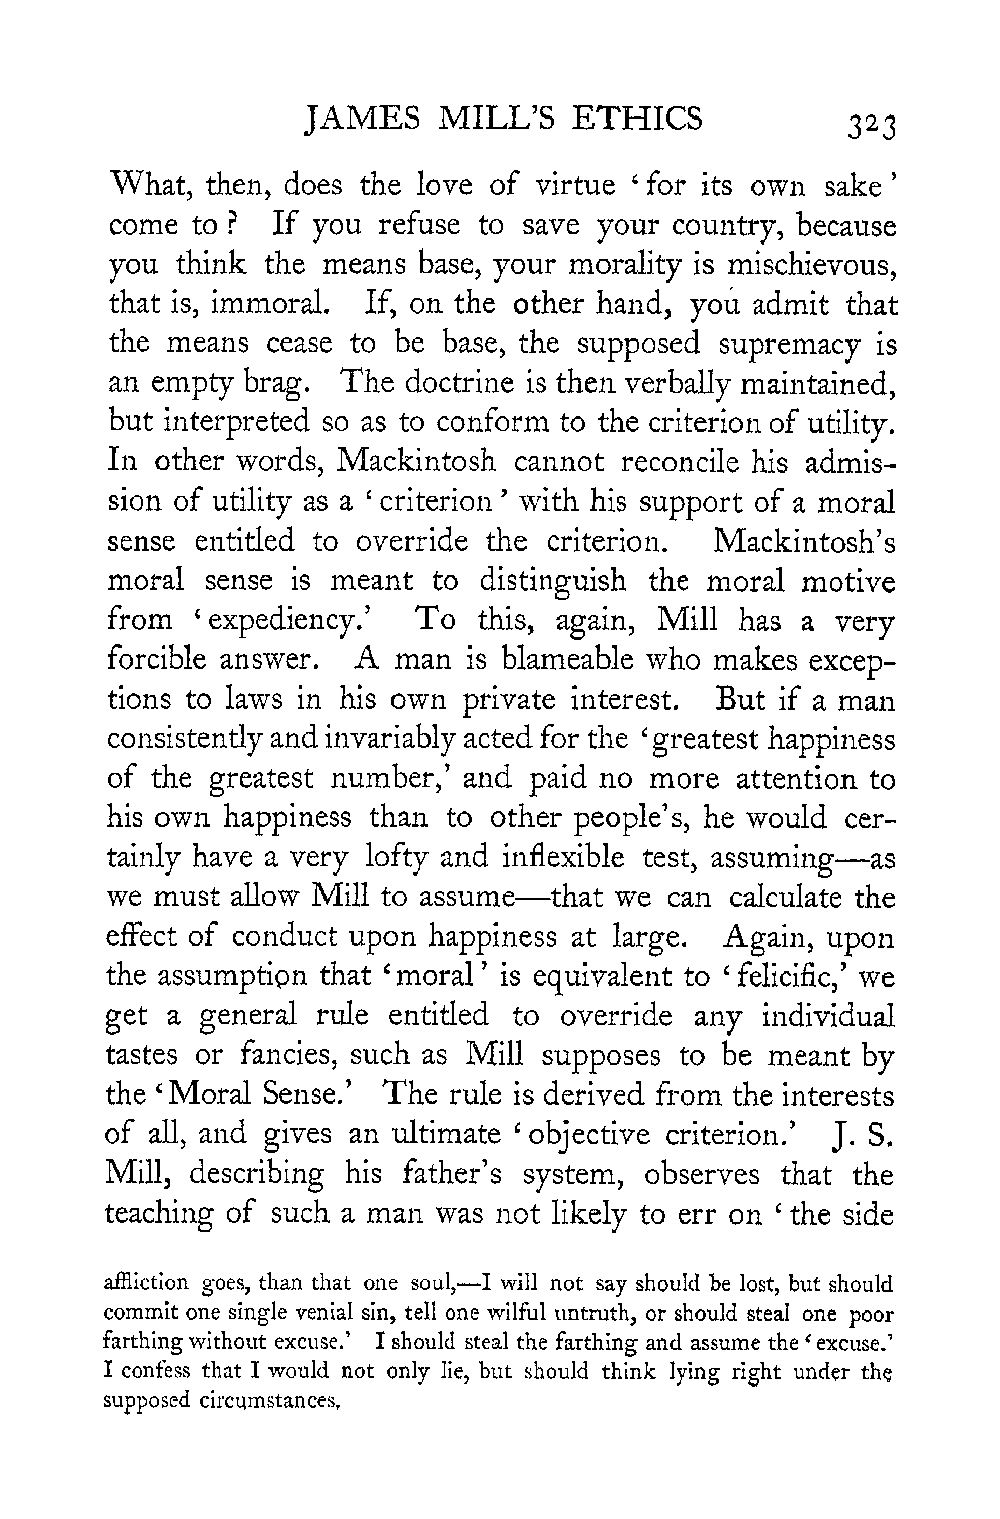 JAMES MILL'S ETHICS 323
What, then, does the love of virtue ‘for its own sake’
come to? If you refuse to save your country, because
you think the means base, your morality is mischievous,
that is, immoral. If, on the other hand, you admit that
the means cease to be base, the supposed supremacy is
an empty brag. The doctrine is then verbally maintained,
but interpreted so as to conform to the criterion of utility.
In other words, Mackintosh cannot reconcile his admis-
sion of utility as a ‘criterion’ with his support of a moral
sense entitled to override the criterion. Mackintosh's
moral sense is meant to distinguish the moral motive
from ‘expediency.’ To this, again, Mill has a very
forcible answer. A man is blameable who makes excep-
tions to laws in his own private interest. But if a man
consistently and invariably acted for the ‘greatest happiness
of the greatest number,’ and paid no more attention to
his own happiness than to other people's, he would cer-
tainly have a very lofty and inflexible test, assuming—as
we must allow Mill to assume—that we can calculate the
effect of conduct upon happiness at large. Again, upon
the assumption that ‘moral’ is equivalent to ‘felicific,’ we
get a general rule entitled to override any individual
tastes or fancies, such as Mill supposes to be meant by
the ‘Moral Sense.’ The rule is derived from the interests
of all, and gives an ultimate ‘objective criterion.’ J. S.
Mill, describing his father's system, observes that the
teaching of such a man was not likely to err on ‘the side
affliction goes, than that one soul,—I will not say should be lost, but should
commit one single venial sin, tell one wilful untruth, or should steal one poor
farthing without excuse.’ I should steal the farthing and assume the ‘excuse.’
I confess that I would not only lie, but should think lying right under the
supposed circumstances.